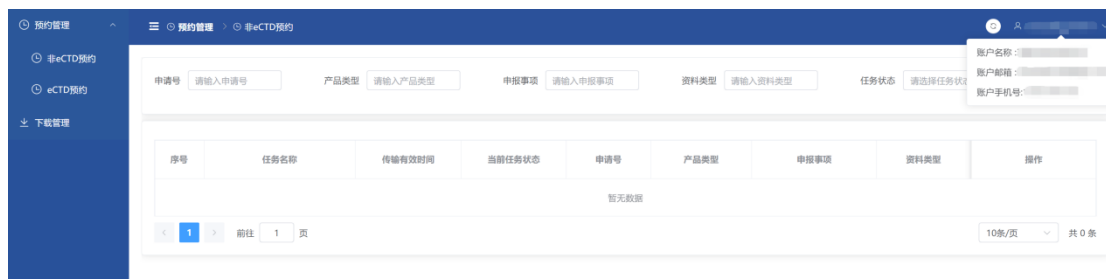 预约管理
预约管理 > 非eCTD预约
非eCTD预约
eCTD预约
下载管理
账户名称 :
账户邮箱 :
账户手机号:
申请号 请输入申请号 产品类型 请输入产品类型 申报事项 请输入申报事项 资料类型 请输入资料类型 任务状态 请选择任务状
序号 任务名称 传输有效时间 当前任务状态 申请号 产品类型 申报事项 资料类型 操作
暂无数据
< 1 > 前往 1 页 10条/页 共 0 条